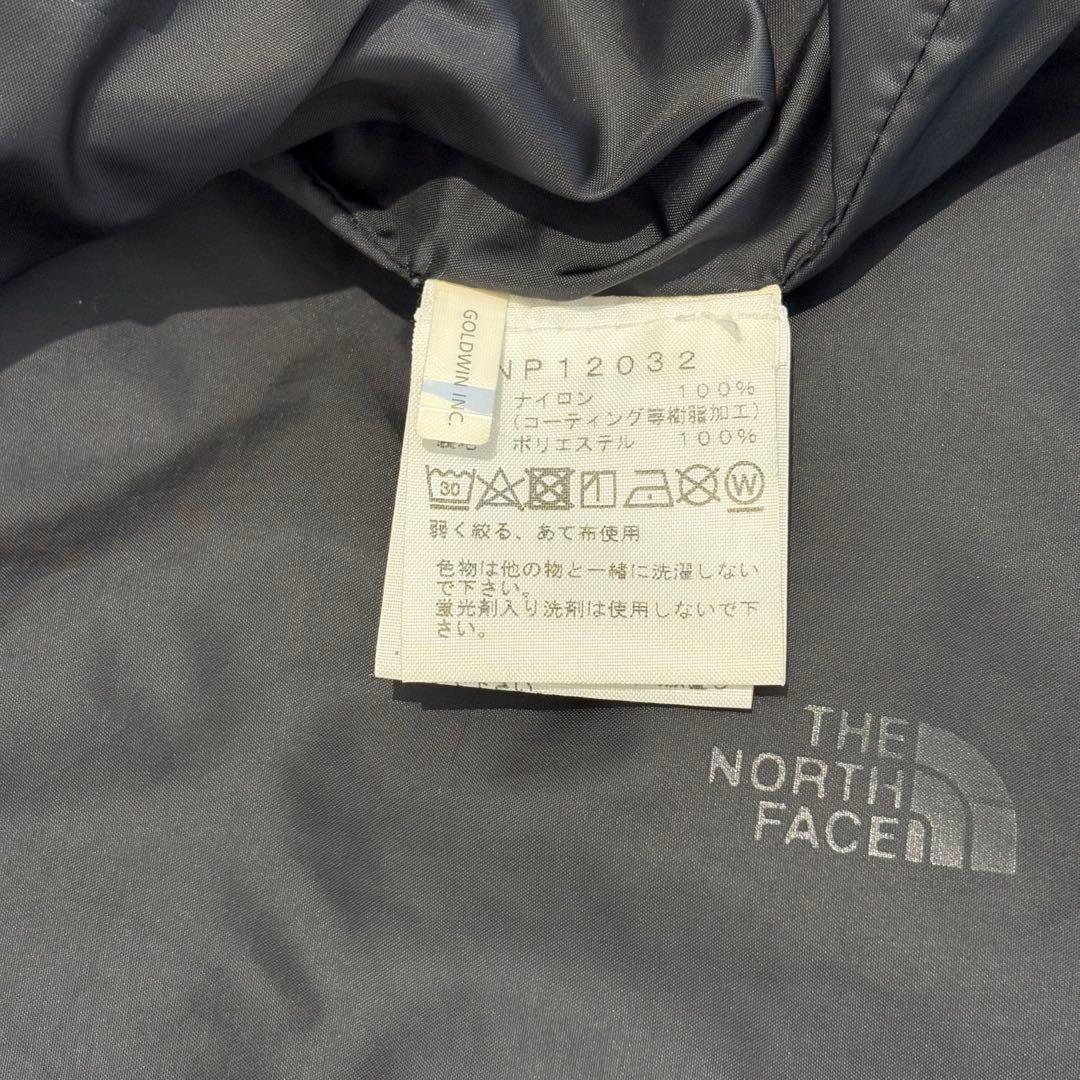 GOLDWIN INC.
NP12032
ナイロン 100%
(コーティング等樹脂加工)
ポリエステル 100%
30
W
弱く絞る、あて布使用
色物は他の物と一緒に洗濯しない
で下さい。
蛍光剤入り洗剤は使用しないで下
さい。
THE
NORTH
FACE